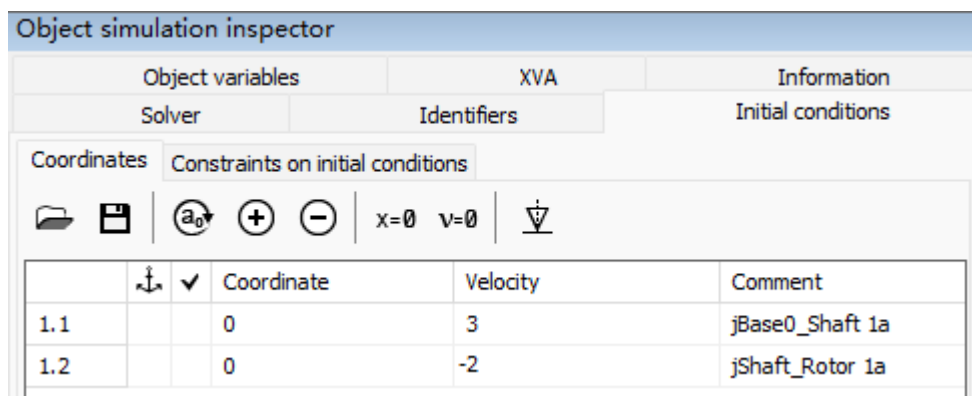 Object simulation inspector
Object variables XVA Information
Solver Identifiers Initial conditions
Coordinates Constraints on initial conditions
a₀ x=0 v=0
Coordinate Velocity Comment
1.1 0 3 jBase0_Shaft 1a
1.2 0 -2 jShaft_Rotor 1a